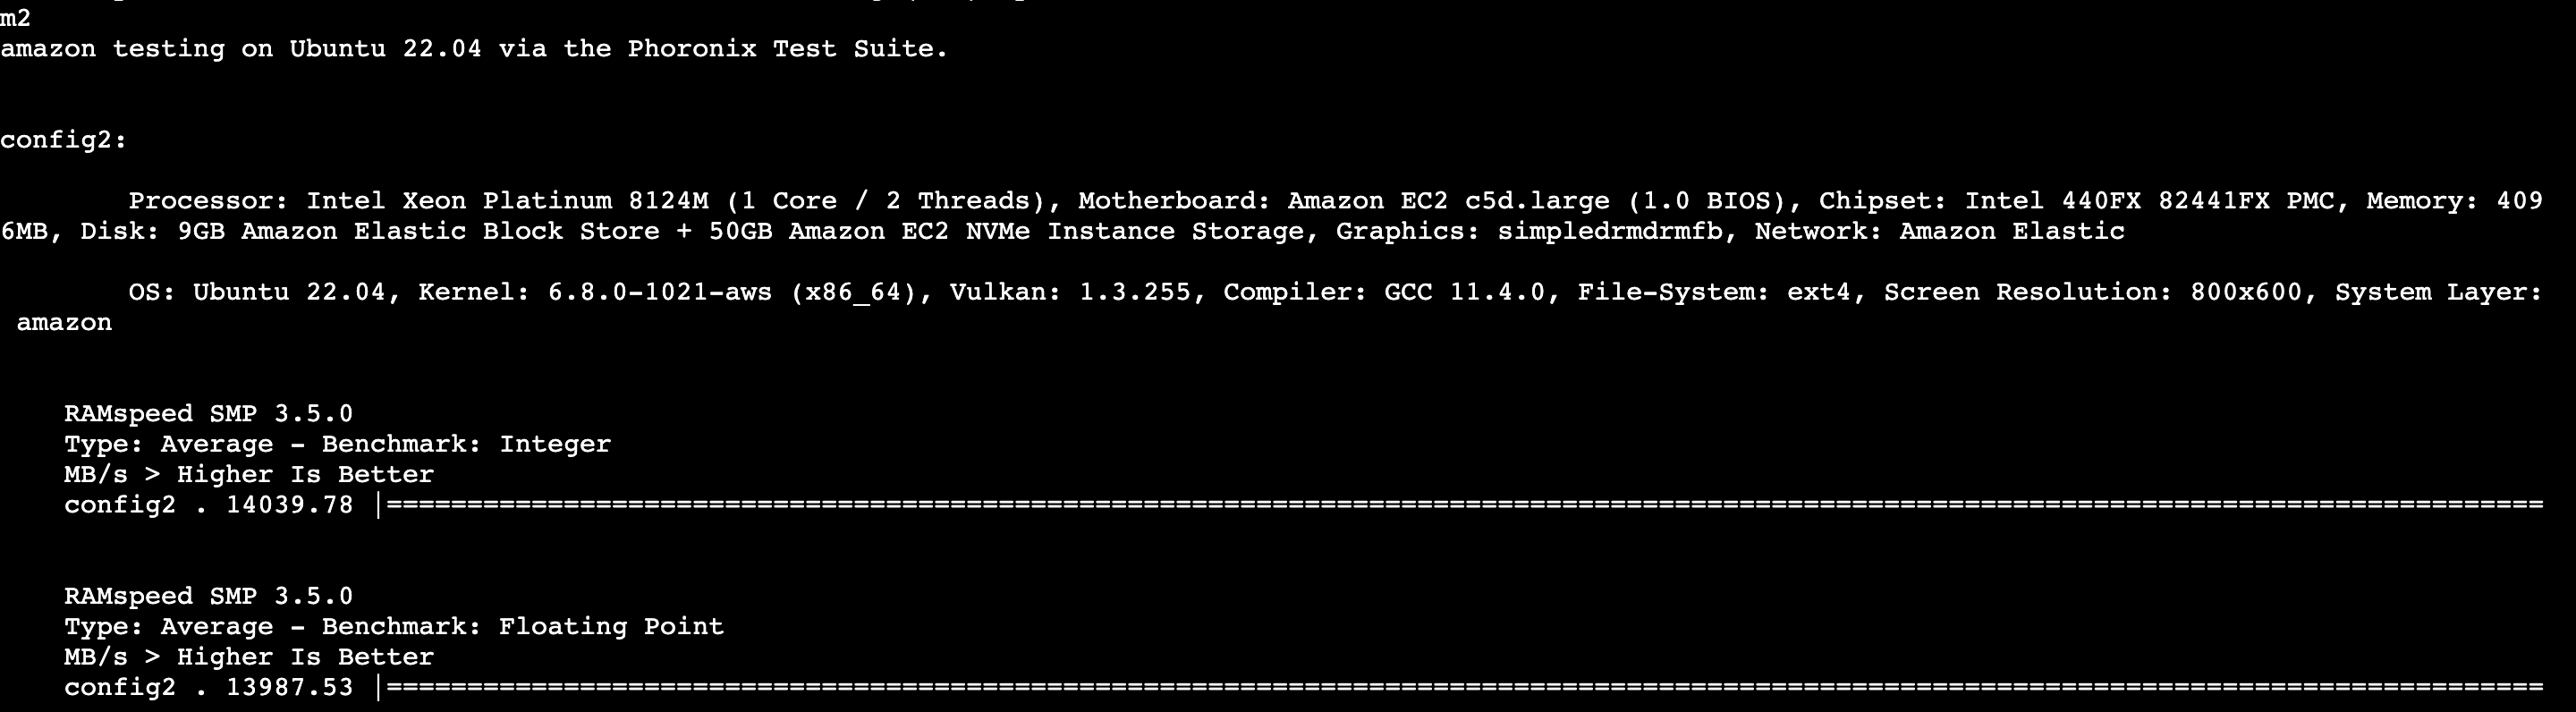 m2
amazon testing on Ubuntu 22.04 via the Phoronix Test Suite.
config2:
Processor: Intel Xeon Platinum 8124M (1 Core / 2 Threads), Motherboard: Amazon EC2 c5d.large (1.0 BIOS), Chipset: Intel 440FX 82441FX PMC, Memory: 409
6MB, Disk: 9GB Amazon Elastic Block Store + 50GB Amazon EC2 NVMe Instance Storage, Graphics: simpledrmdrmfb, Network: Amazon Elastic
OS: Ubuntu 22.04, Kernel: 6.8.0-1021-aws (x86_64), Vulkan: 1.3.255, Compiler: GCC 11.4.0, File-System: ext4, Screen Resolution: 800x600, System Layer:
amazon
RAMspeed SMP 3.5.0
Type: Average - Benchmark: Integer
MB/s > Higher Is Better
config2 . 14039.78 |======================================================================================================================================
RAMspeed SMP 3.5.0
Type: Average - Benchmark: Floating Point
MB/s > Higher Is Better
config2 . 13987.53 |======================================================================================================================================